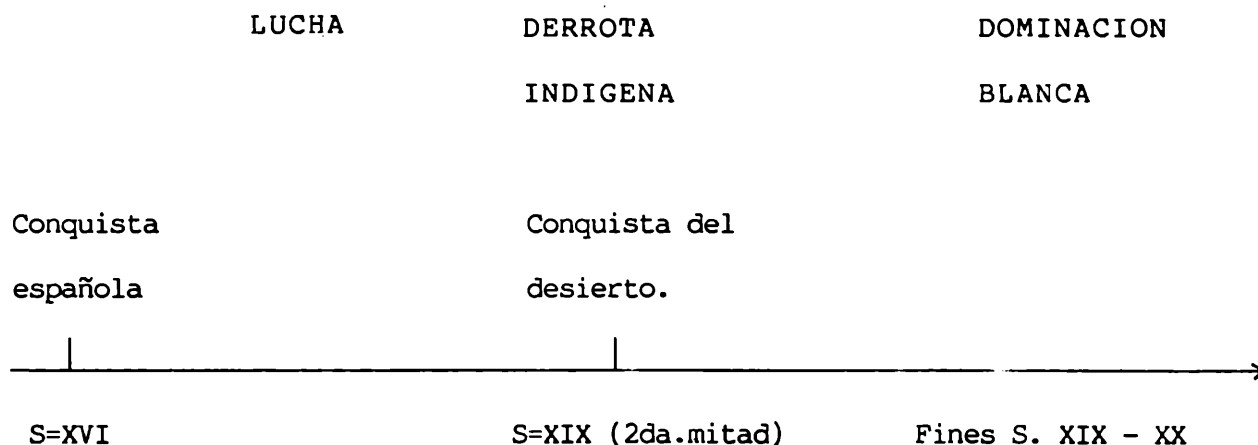 LUCHA DERROTA DOMINACION
INDIGENA BLANCA
Conquista Conquista del
española desierto.
S=XVI S=XIX (2da.mitad) Fines S. XIX - XX